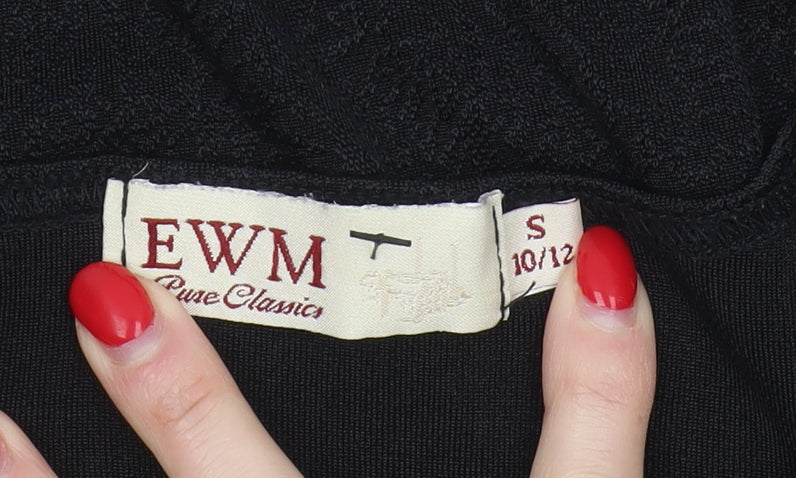 EWM
Pure Classics
S
10/12